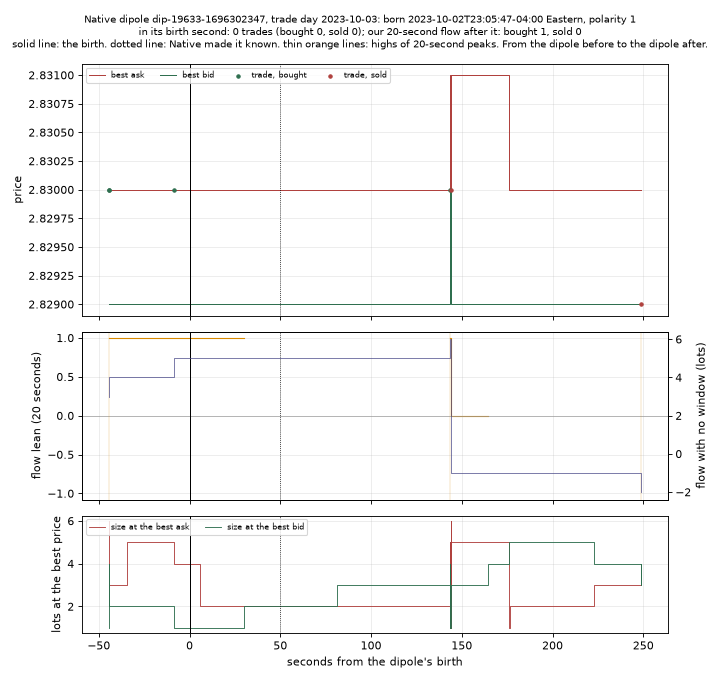 Native dipole dip-19633-1696302347, trade day 2023-10-03: born 2023-10-02T23:05:47-04:00 Eastern, polarity 1
in its birth second: 0 trades (bought 0, sold 0); our 20-second flow after it: bought 1, sold 0
solid line: the birth. dotted line: Native made it known. thin orange lines: highs of 20-second peaks. From the dipole before to the dipole after.
best ask
best bid
trade, bought
trade, sold
2.83100
2.83075
2.83050
2.83025
2.83000
2.82975
2.82950
2.82925
2.82900
price
1.0
0.5
0.0
−0.5
−1.0
flow lean (20 seconds)
6
4
2
0
−2
flow with no window (lots)
size at the best ask
size at the best bid
6
4
2
lots at the best price
−50
0
50
100
150
200
250
seconds from the dipole's birth